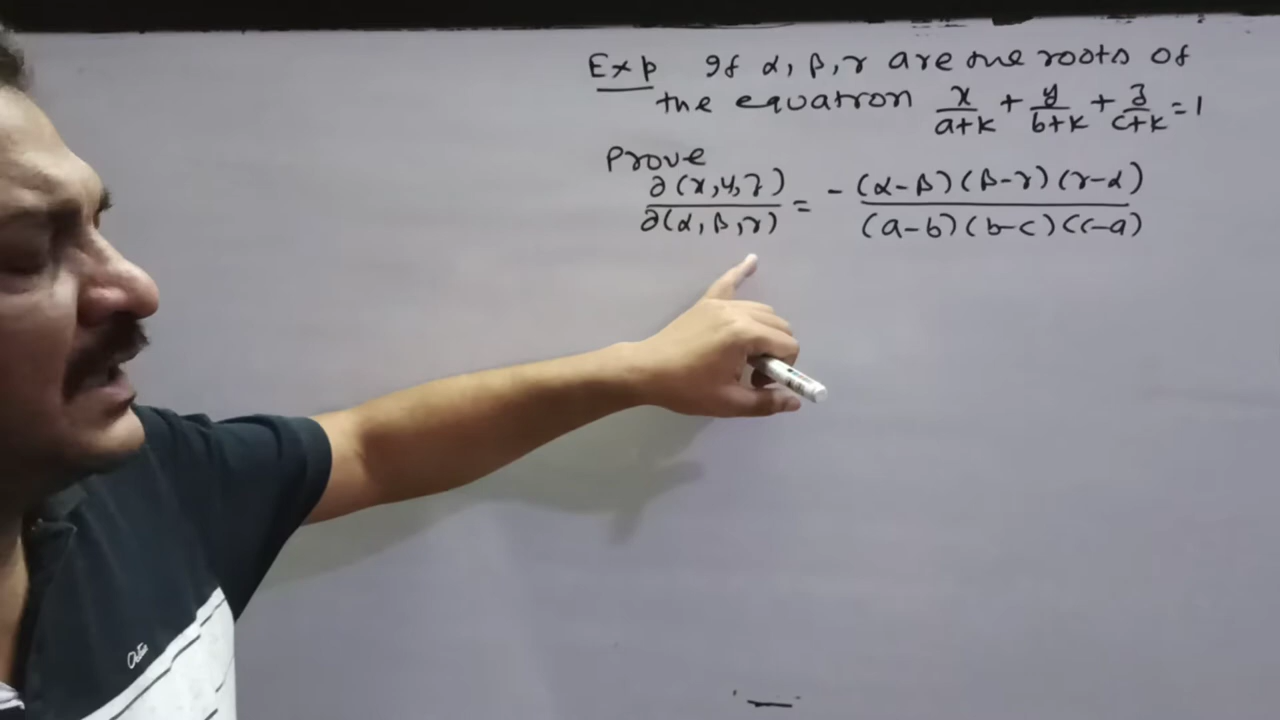 Exp If α, β, γ are the roots of
the equation x/(a+k) + y/(b+k) + z/(c+k) = 1
Prove
∂(x,y,z)/∂(α,β,γ) = - (α-β)(β-γ)(γ-α)/(a-b)(b-c)(c-a)